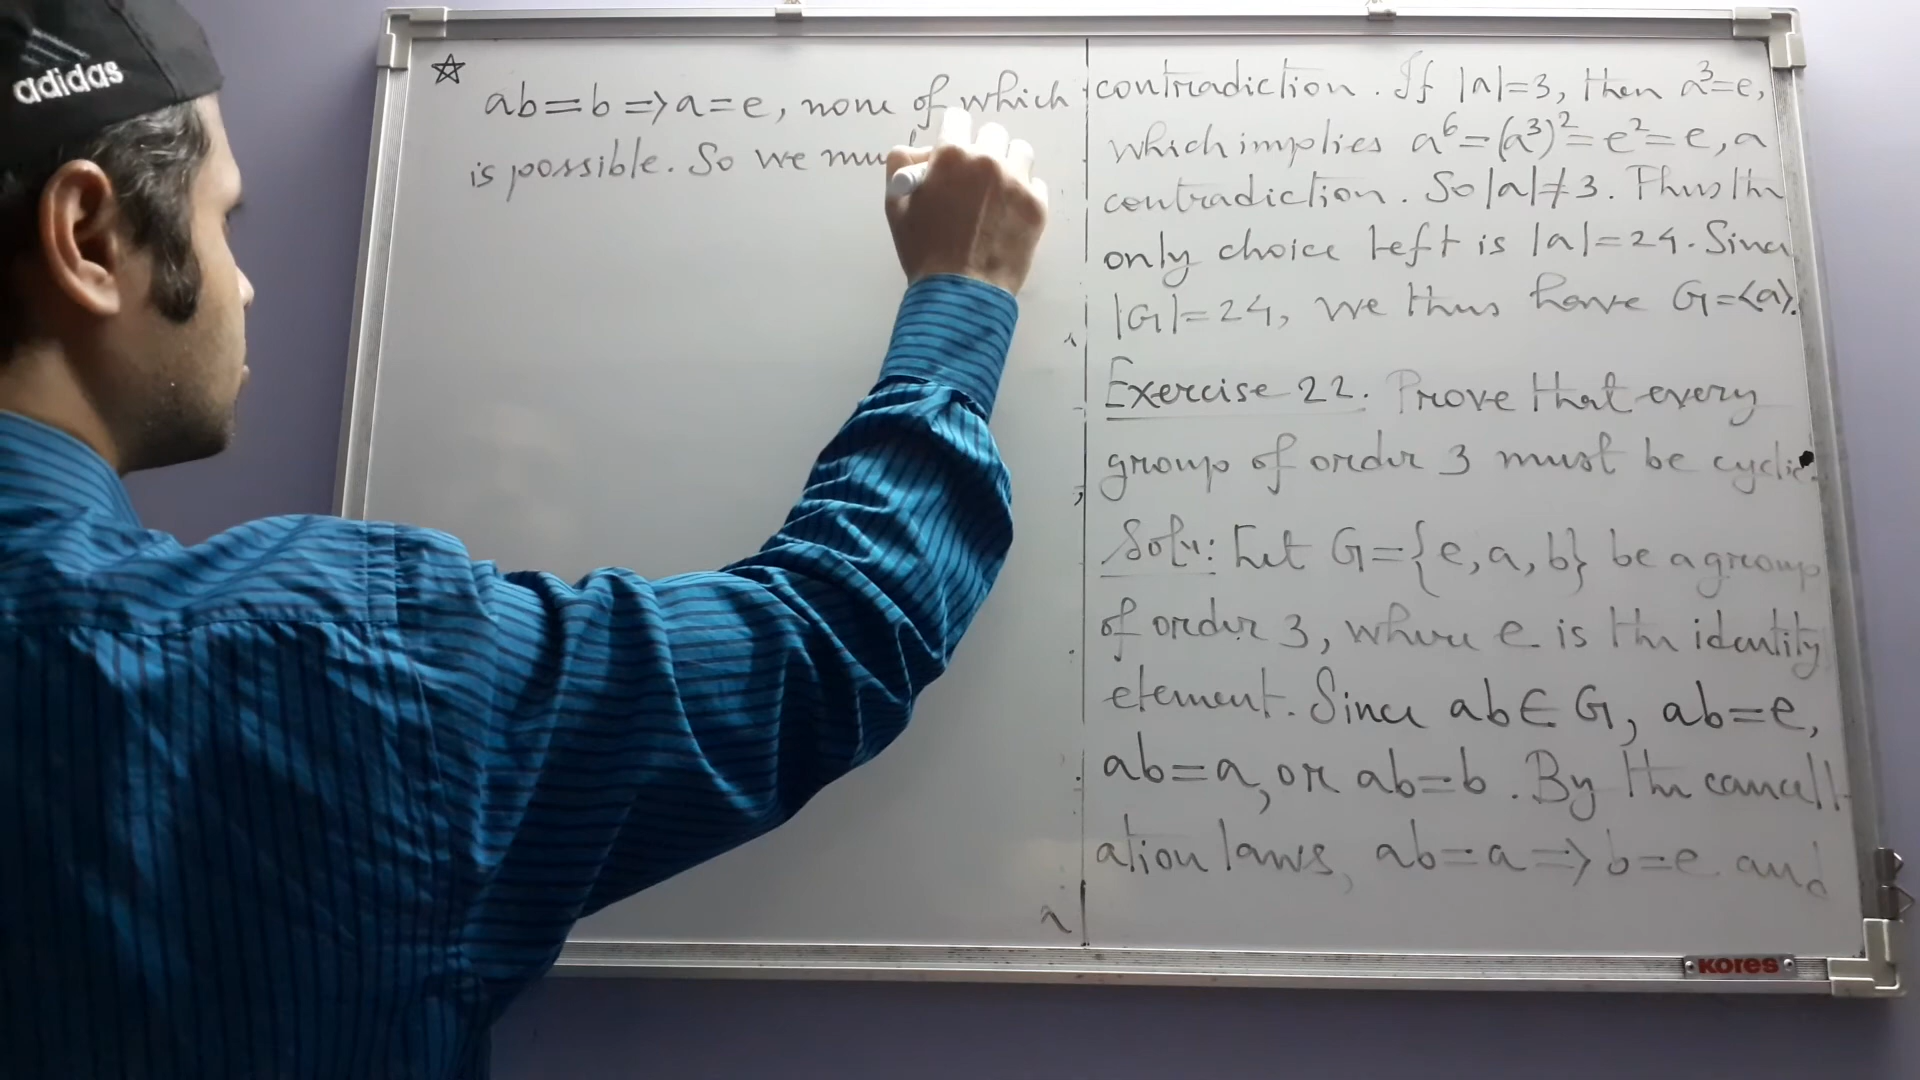 adidas
☆
ab=b⇒a=e, none of which
is possible. So we mu
contradiction. If |a|=3, then a³=e,
which implies a⁶=(a³)²=e²=e, a
contradiction. So |a|≠3. Thus the
only choice left is |a|=24. Since
|G|=24, we thus have G=<a>.
Exercise 22. Prove that every
group of order 3 must be cyclic.
Soln: Let G={e,a,b} be a group
of order 3, where e is the identity
element. Since ab∈G, ab=e,
ab=a, or ab=b. By the cancell-
ation laws, ab=a⇒b=e and
KORES